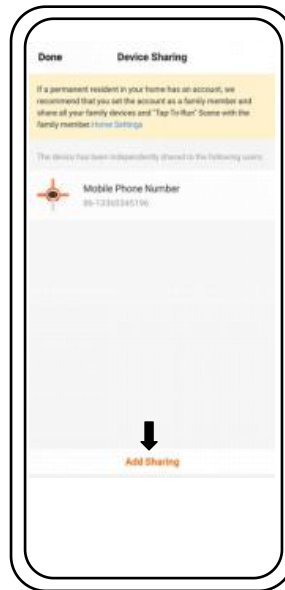 Done Device Sharing
If a permanent resident in your home has an account, we
recommend that you set the account as a family member and
share all your family devices and "Tap-To-Run" Scene with the
family member.Home Settings
The device has been independently shared to the following users:
Mobile Phone Number
Add Sharing